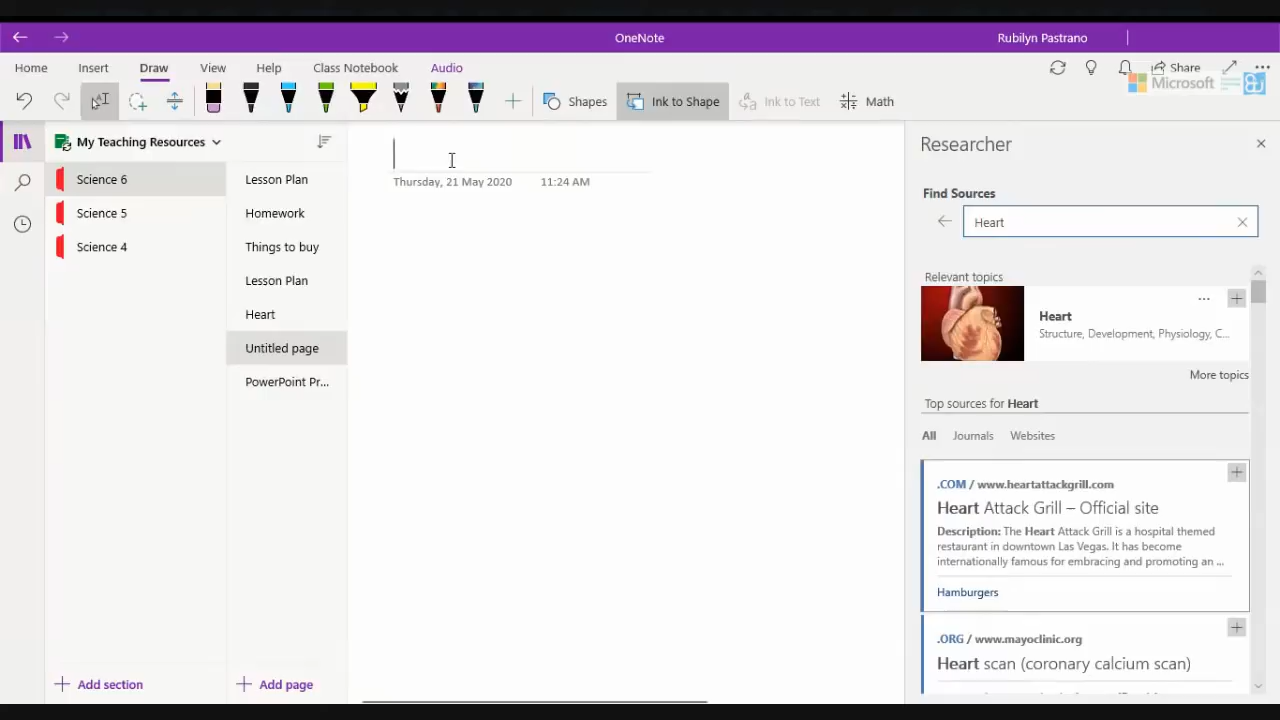 OneNote
Rubilyn Pastrano
Home
Insert
Draw
View
Help
Class Notebook
Audio
Share
Microsoft
Shapes
Ink to Shape
Ink to Text
Math
My Teaching Resources
Science 6
Science 5
Science 4
Lesson Plan
Homework
Things to buy
Lesson Plan
Heart
Untitled page
PowerPoint Pr...
Add section
Add page
Thursday, 21 May 2020 11:24 AM
Researcher
Find Sources
Heart
Relevant topics
Heart
Structure, Development, Physiology, C...
More topics
Top sources for Heart
All Journals Websites
.COM / www.heartattackgrill.com
Heart Attack Grill – Official site
Description: The Heart Attack Grill is a hospital themed
restaurant in downtown Las Vegas. It has become
internationally famous for embracing and promoting an ...
Hamburgers
.ORG / www.mayoclinic.org
Heart scan (coronary calcium scan)